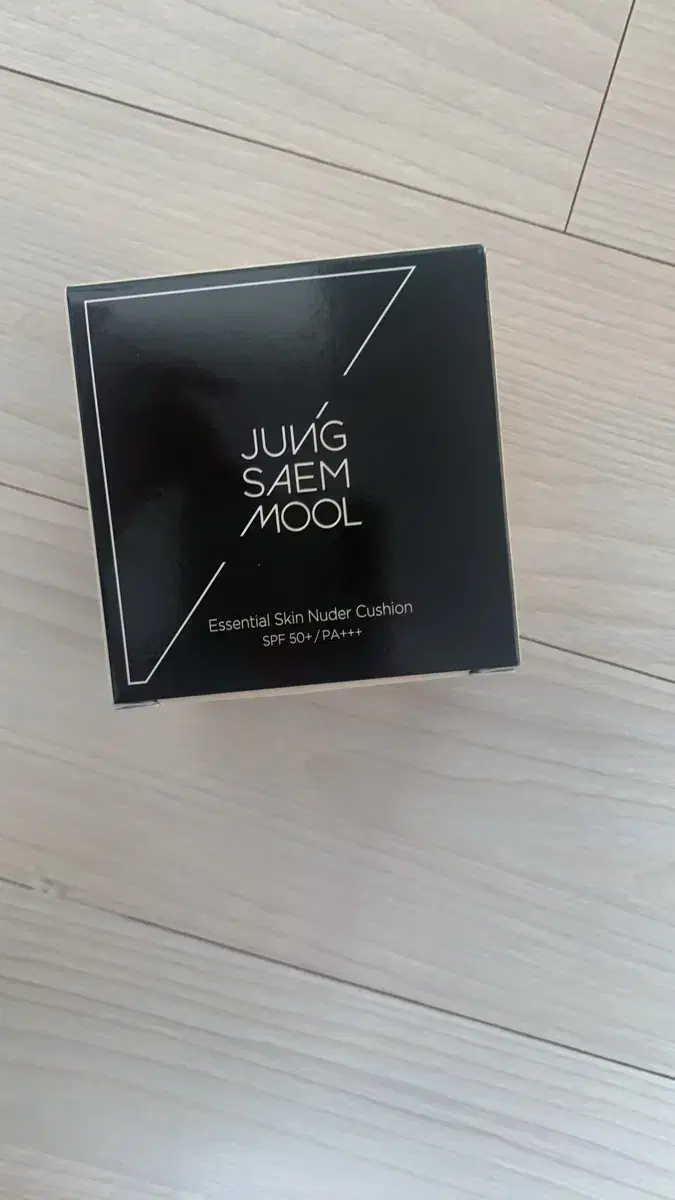 JUNG
SAEM
MOOL
Essential Skin Nuder Cushion
SPF 50+/PA+++